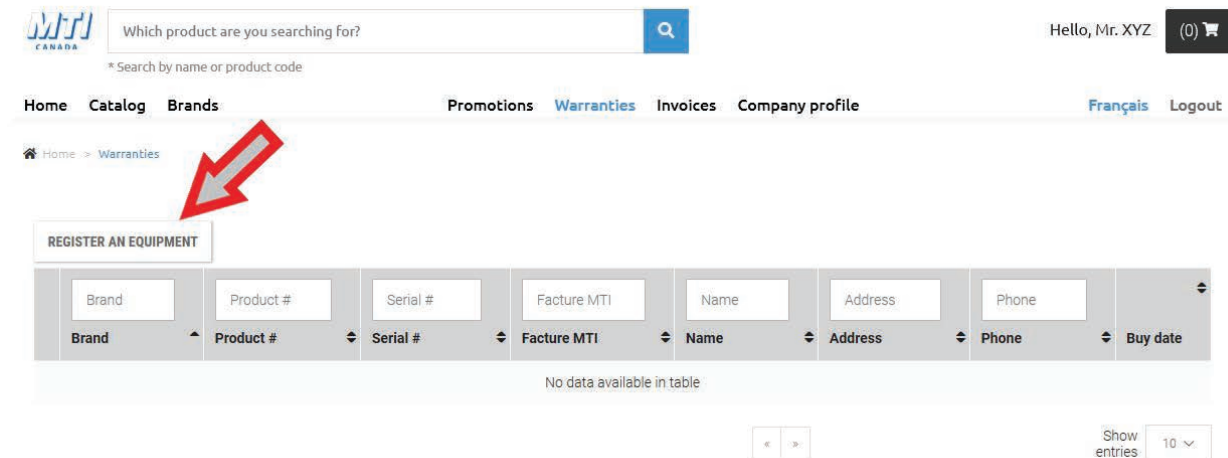 MTI
CANADA
Which product are you searching for?
Hello, Mr. XYZ
(0)
* Search by name or product code
Home Catalog Brands Promotions Warranties Invoices Company profile Français Logout
Home > Warranties
REGISTER AN EQUIPMENT
Brand Product # Serial # Facture MTI Name Address Phone
Brand Product # Serial # Facture MTI Name Address Phone Buy date
No data available in table
« »
Show
entries
10